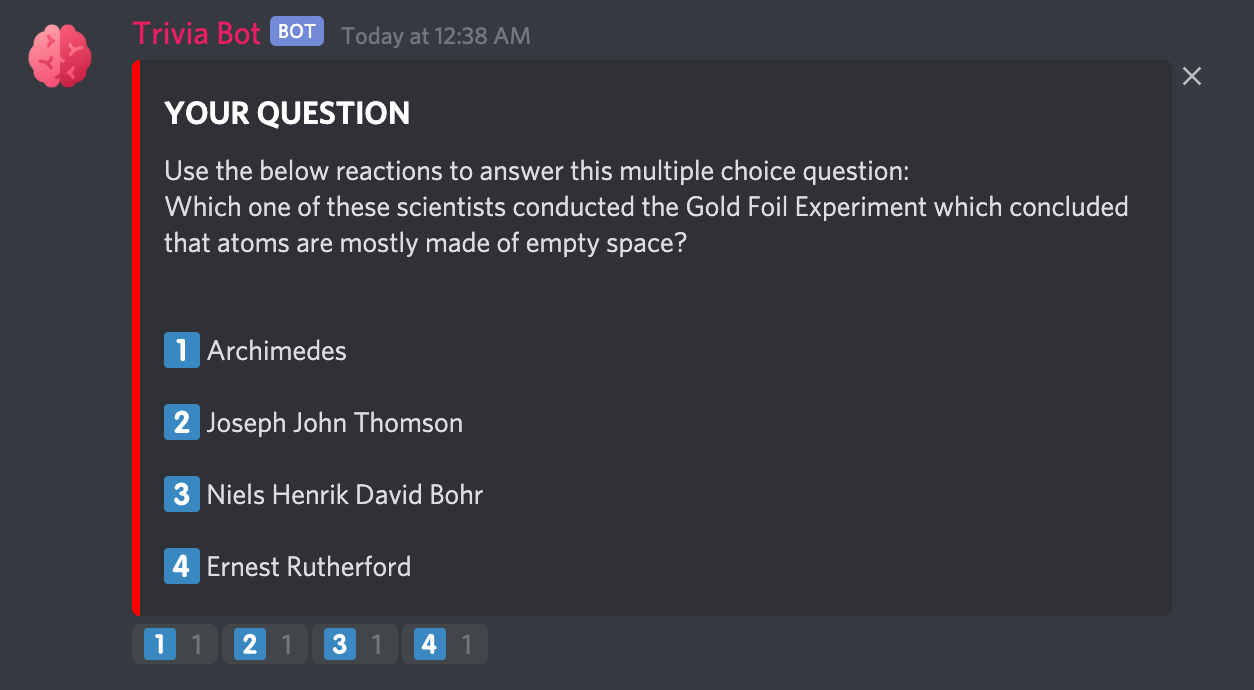 Trivia Bot BOT Today at 12:38 AM
YOUR QUESTION
Use the below reactions to answer this multiple choice question:
Which one of these scientists conducted the Gold Foil Experiment which concluded
that atoms are mostly made of empty space?
1 Archimedes
2 Joseph John Thomson
3 Niels Henrik David Bohr
4 Ernest Rutherford
1 1 2 1 3 1 4 1